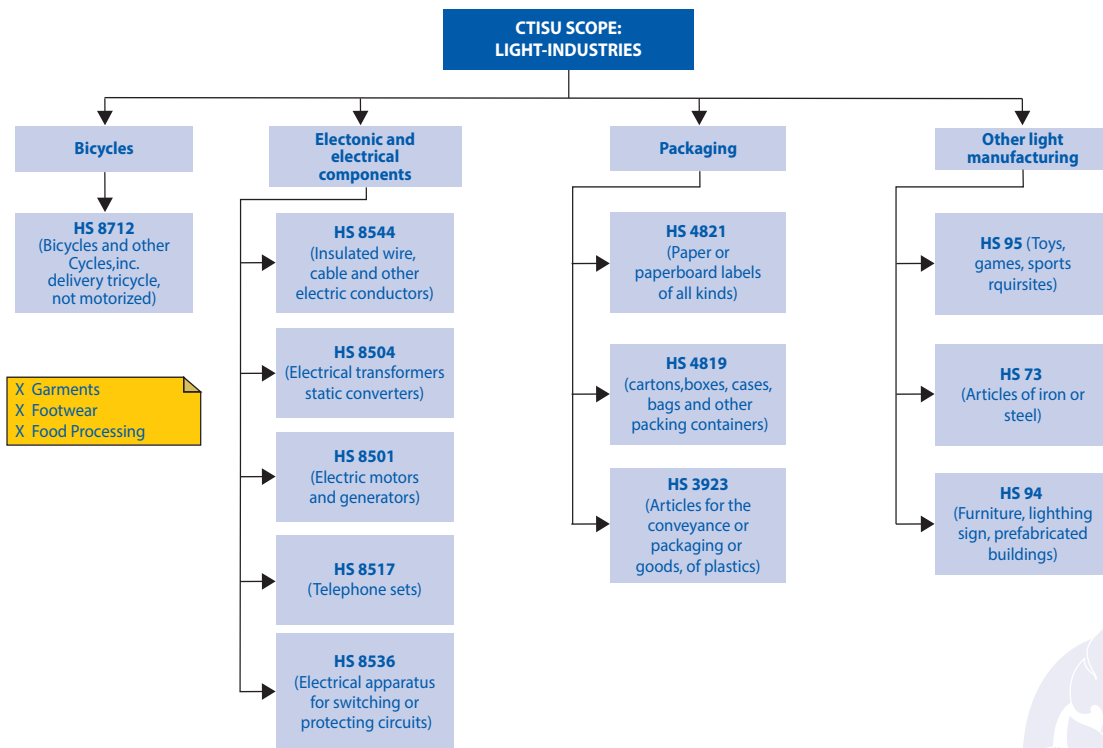 CTISU SCOPE:
LIGHT-INDUSTRIES
Bicycles
HS 8712
(Bicycles and other
Cycles,inc.
delivery tricycle,
not motorized)
X Garments
X Footwear
X Food Processing
Electonic and
electrical
components
HS 8544
(Insulated wire,
cable and other
electric conductors)
HS 8504
(Electrical transformers
static converters)
HS 8501
(Electric motors
and generators)
HS 8517
(Telephone sets)
HS 8536
(Electrical apparatus
for switching or
protecting circuits)
Packaging
HS 4821
(Paper or
paperboard labels
of all kinds)
HS 4819
(cartons,boxes, cases,
bags and other
packing containers)
HS 3923
(Articles for the
conveyance or
packaging or
goods, of plastics)
Other light
manufacturing
HS 95 (Toys,
games, sports
rquirsites)
HS 73
(Articles of iron or
steel)
HS 94
(Furniture, lighthing
sign, prefabricated
buildings)